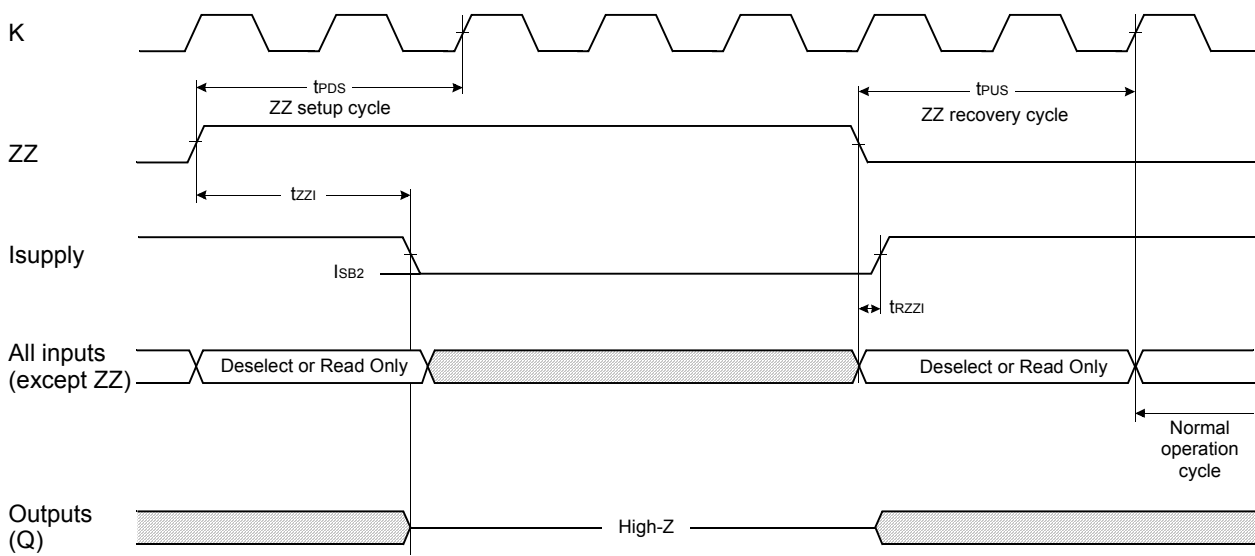 K
tPDS
ZZ setup cycle
tPUS
ZZ recovery cycle
ZZ
tZZI
Isupply
ISB2
tRZZI
All inputs
(except ZZ)
Deselect or Read Only
Deselect or Read Only
Normal
operation
cycle
Outputs
(Q)
High-Z